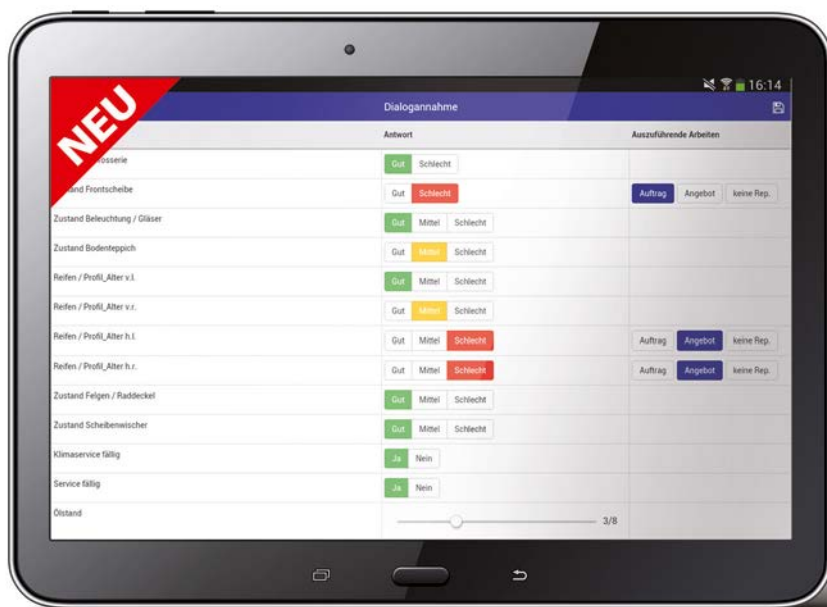 NEU
16:14
Dialogannahme
Antwort Auszuführende Arbeiten
Gut Schlecht
Frontscheibe Gut Schlecht Auftrag Angebot keine Rep.
Zustand Beleuchtung / Gläser Gut Mittel Schlecht
Zustand Bodenteppich Gut Mittel Schlecht
Reifen / Profil_Alter v.l. Gut Mittel Schlecht
Reifen / Profil_Alter v.r. Gut Mittel Schlecht
Reifen / Profil_Alter h.l. Gut Mittel Schlecht Auftrag Angebot keine Rep.
Reifen / Profil_Alter h.r. Gut Mittel Schlecht Auftrag Angebot keine Rep.
Zustand Felgen / Raddeckel Gut Mittel Schlecht
Zustand Scheibenwischer Gut Mittel Schlecht
Klimaservice fällig Ja Nein
Service fällig Ja Nein
Ölstand 3/8